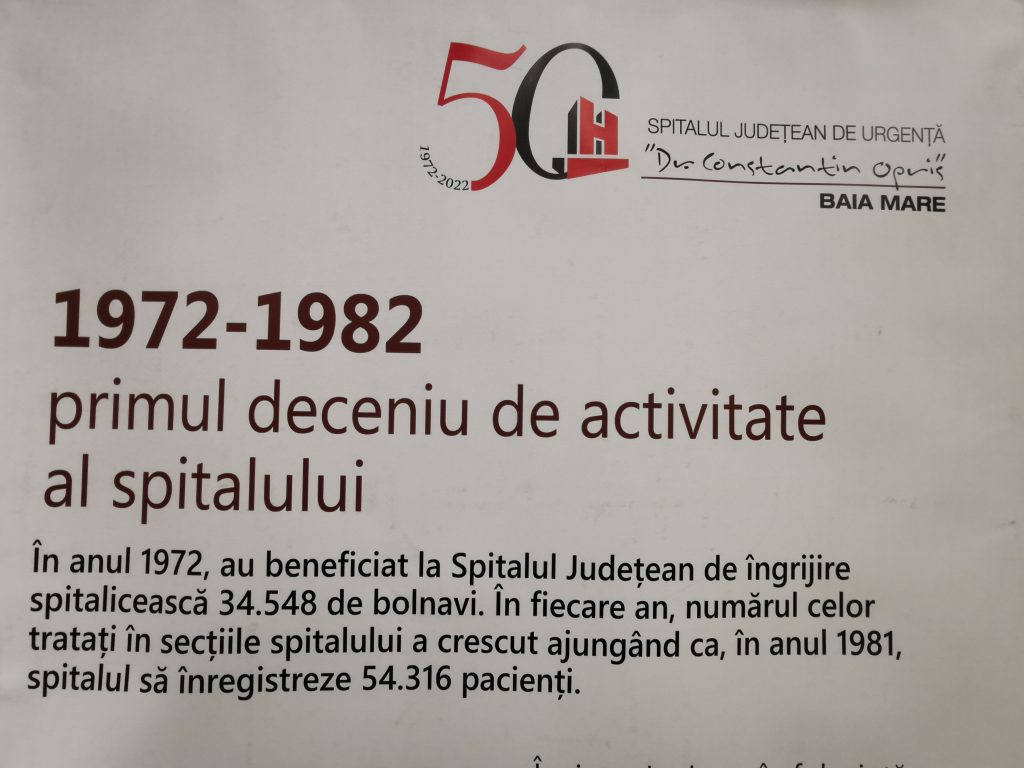 50
1972-2022
H
SPITALUL JUDEȚEAN DE URGENȚĂ
"Dr. Constantin Opriș"
BAIA MARE
1972-1982
primul deceniu de activitate
al spitalului
În anul 1972, au beneficiat la Spitalul Județean de îngrijire
spitalicească 34.548 de bolnavi. În fiecare an, numărul celor
tratați în secțiile spitalului a crescut ajungând ca, în anul 1981,
spitalul să înregistreze 54.316 pacienți.